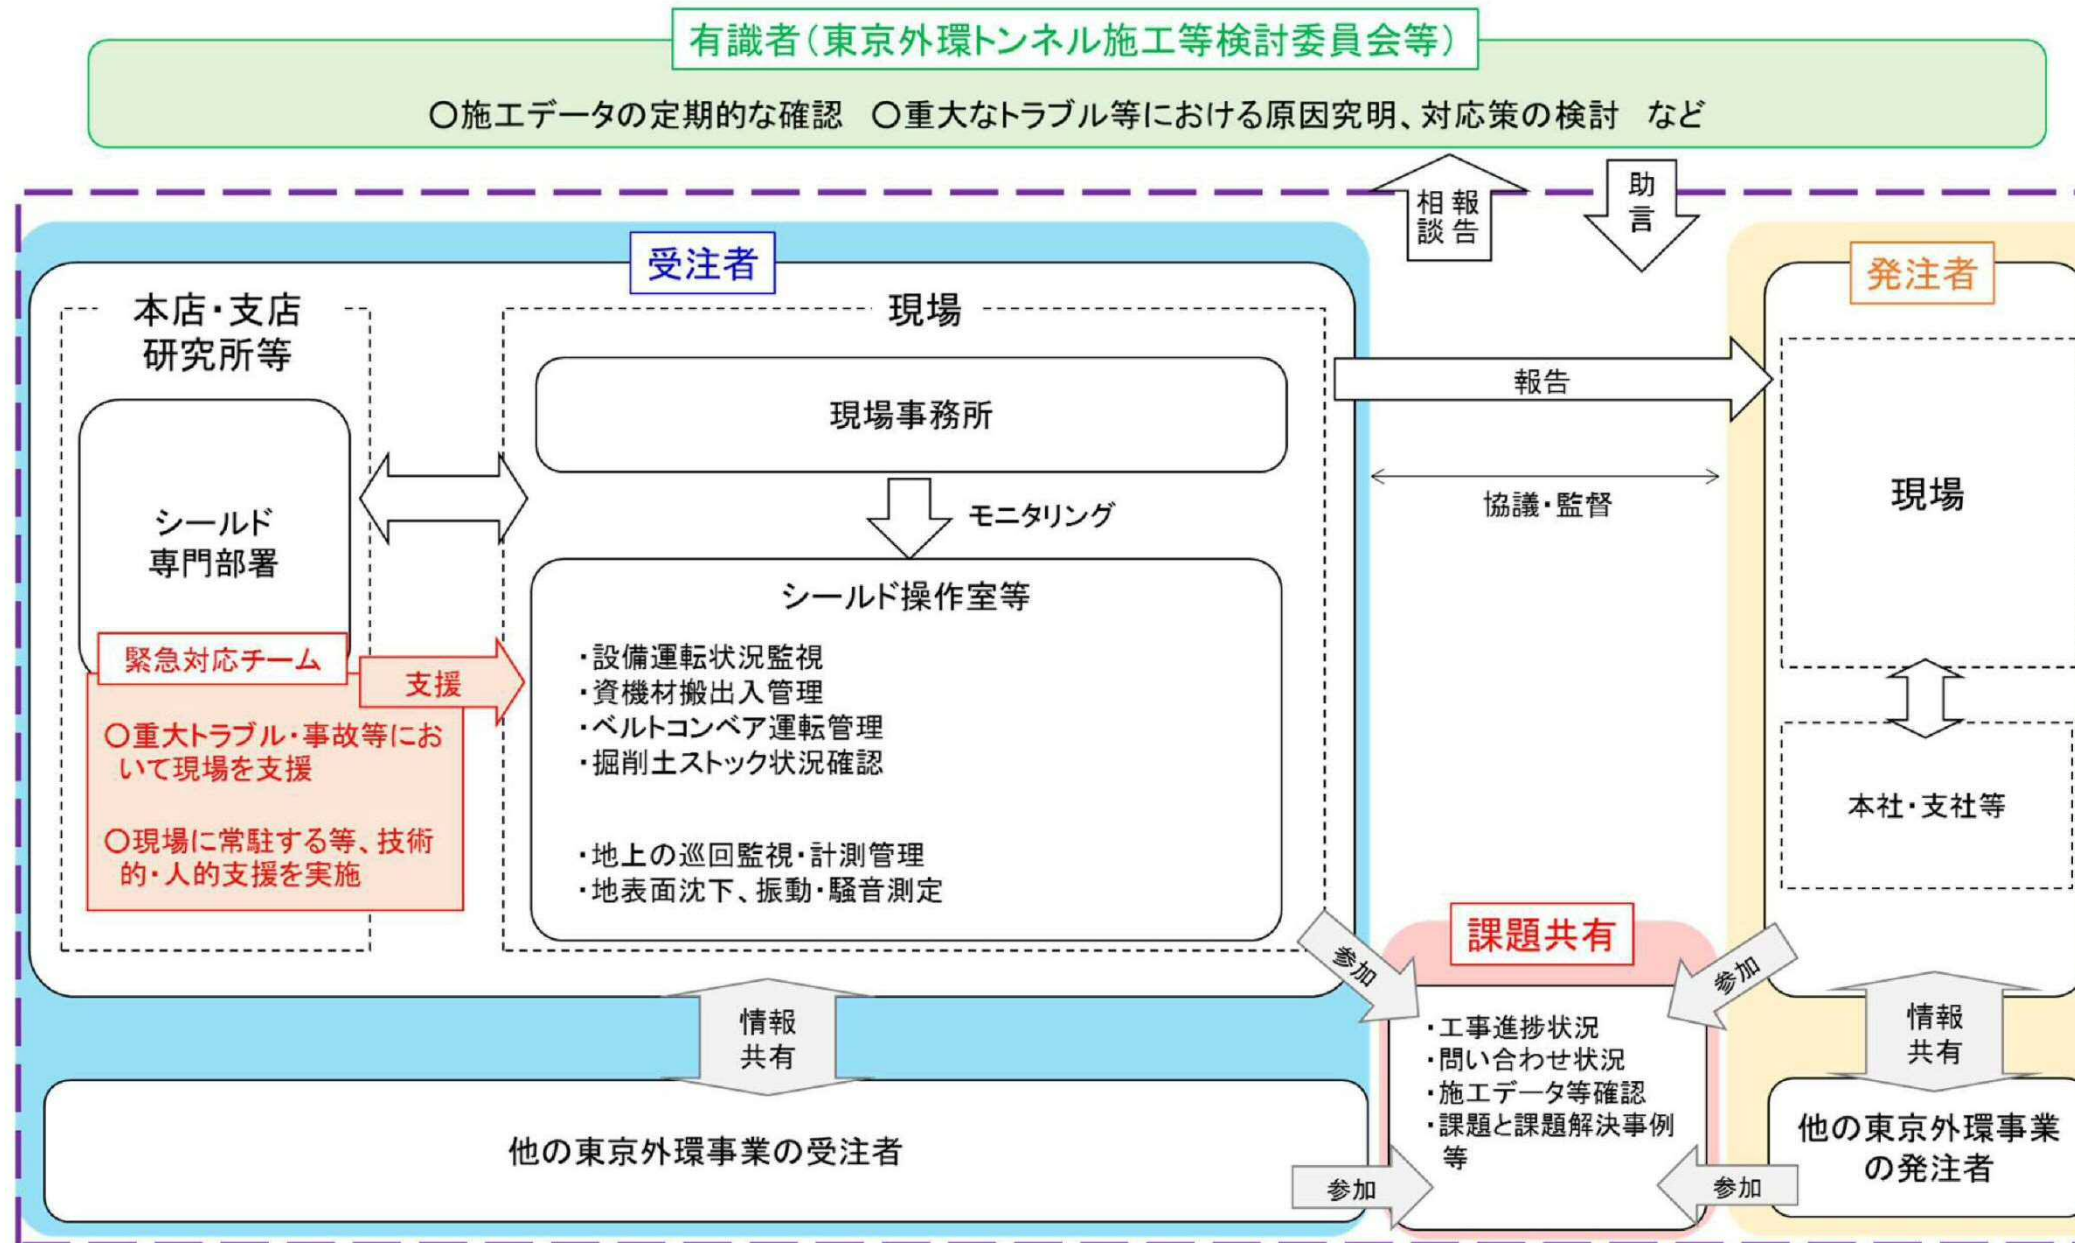 有識者(東京外環トンネル施工等検討委員会等)
〇施工データの定期的な確認　〇重大なトラブル等における原因究明、対応策の検討　など
相談
報告
助言
受注者
本店・支店
研究所等
シールド
専門部署
緊急対応チーム
〇重大トラブル・事故等にお
いて現場を支援
〇現場に常駐する等、技術
的・人的支援を実施
支援
現場
現場事務所
モニタリング
シールド操作室等
・設備運転状況監視
・資機材搬出入管理
・ベルトコンベア運転管理
・掘削土ストック状況確認
・地上の巡回監視・計測管理
・地表面沈下、振動・騒音測定
報告
協議・監督
発注者
現場
本社・支社等
情報
共有
他の東京外環事業の受注者
課題共有
参加
参加
・工事進捗状況
・問い合わせ状況
・施工データ等確認
・課題と課題解決事例
等
参加
参加
情報
共有
他の東京外環事業
の発注者